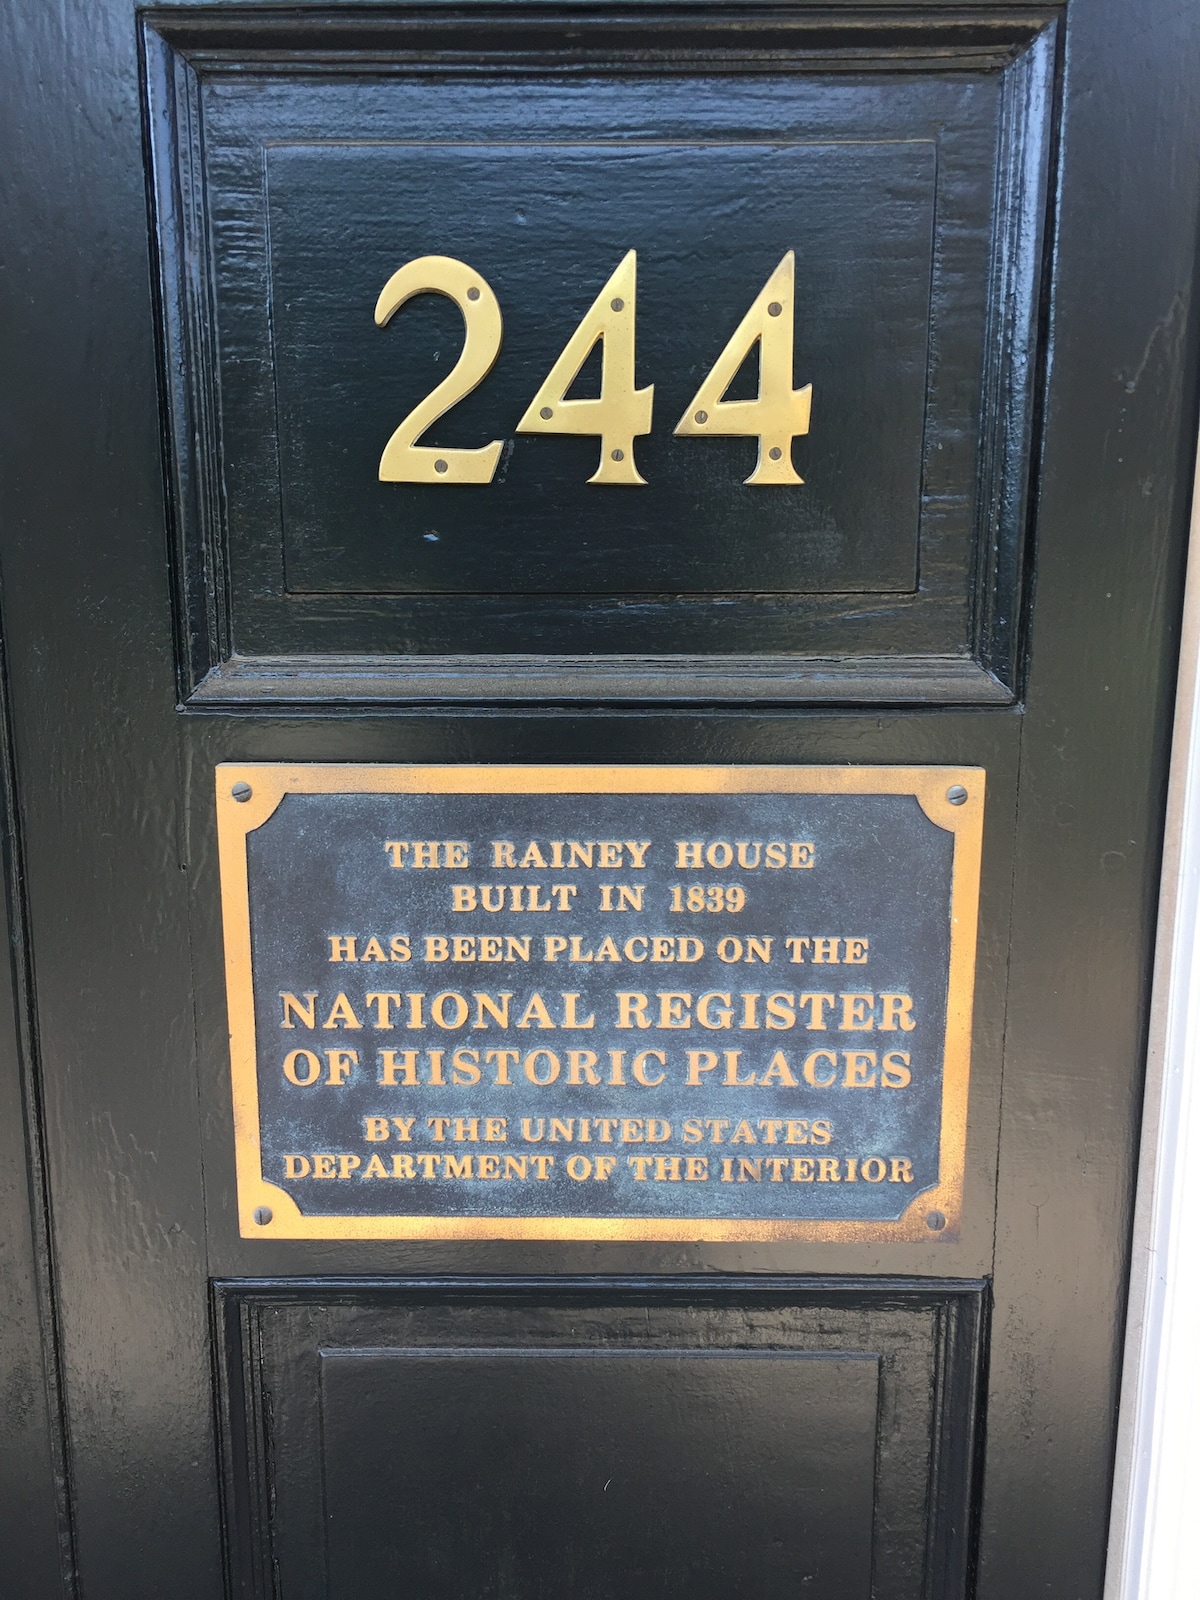 244
THE RAINEY HOUSE
BUILT IN 1839
HAS BEEN PLACED ON THE
NATIONAL REGISTER
OF HISTORIC PLACES
BY THE UNITED STATES
DEPARTMENT OF THE INTERIOR